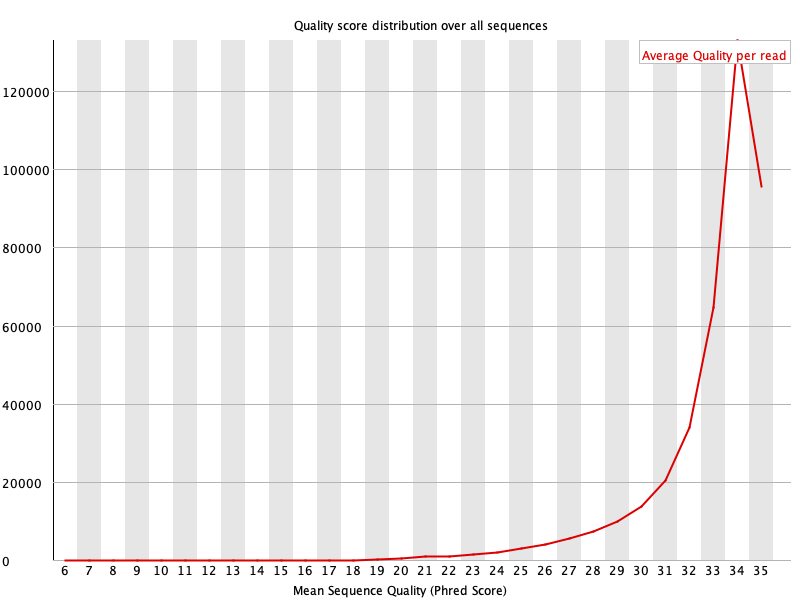 Quality score distribution over all sequences
Average Quality per read
120000
100000
80000
60000
40000
20000
0
6 7 8 9 10 11 12 13 14 15 16 17 18 19 20 21 22 23 24 25 26 27 28 29 30 31 32 33 34 35
Mean Sequence Quality (Phred Score)